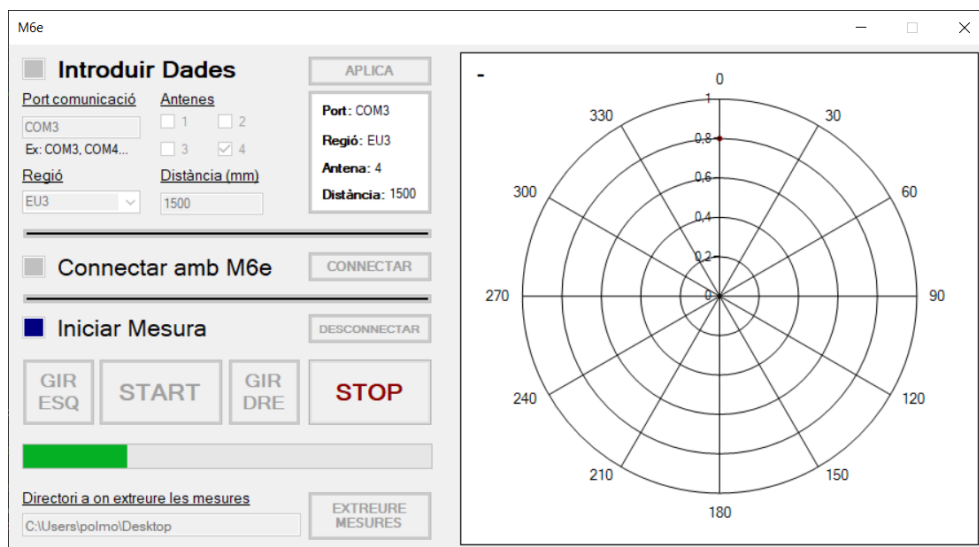 M6e
Introduir Dades
APLICA
Port comunicació
Antenes
COM3
1
2
Ex: COM3, COM4...
3
4
Regió
Distància (mm)
EU3
1500
Port: COM3
Regió: EU3
Antena: 4
Distància: 1500
Connectar amb M6e
CONNECTAR
Iniciar Mesura
DESCONNECTAR
GIR
ESQ
START
GIR
DRE
STOP
Directori a on extreure les mesures
C:\Users\polmo\Desktop
EXTREURE
MESURES
-
0
30
60
90
120
150
180
210
240
270
300
330
1
0,8
0,6
0,4
0,2
0